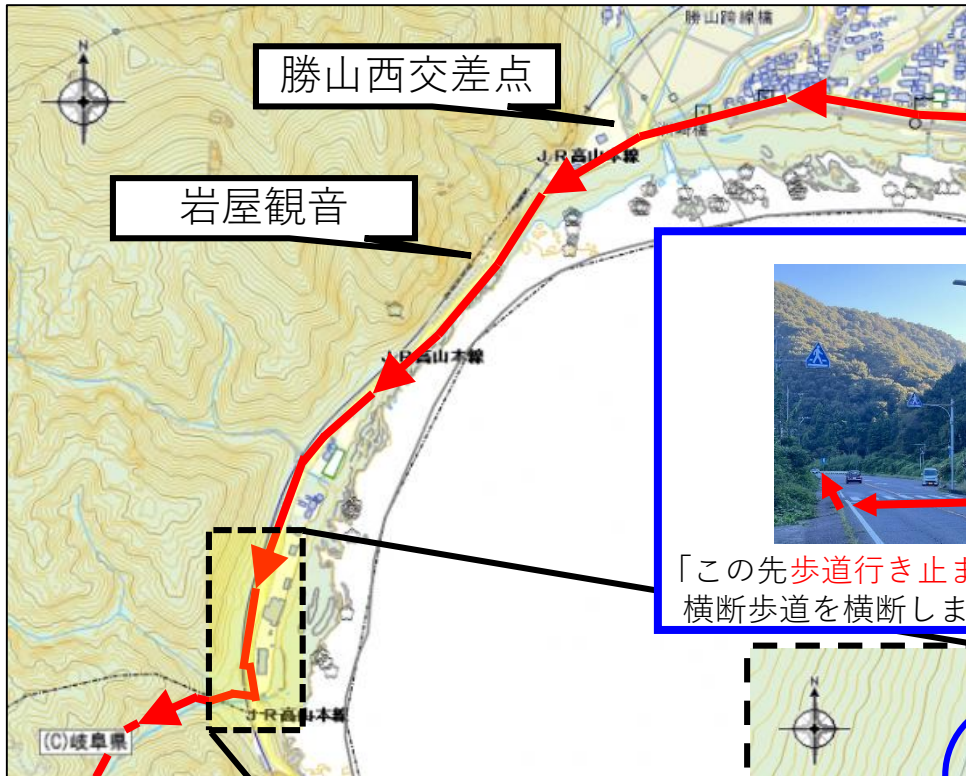 勝山跨線橋
N
勝山西交差点
JR高山本線
岩屋観音
JR高山本線
「この先歩道行き止ま
横断歩道を横断しま
JR高山本線
N
(C)岐阜県